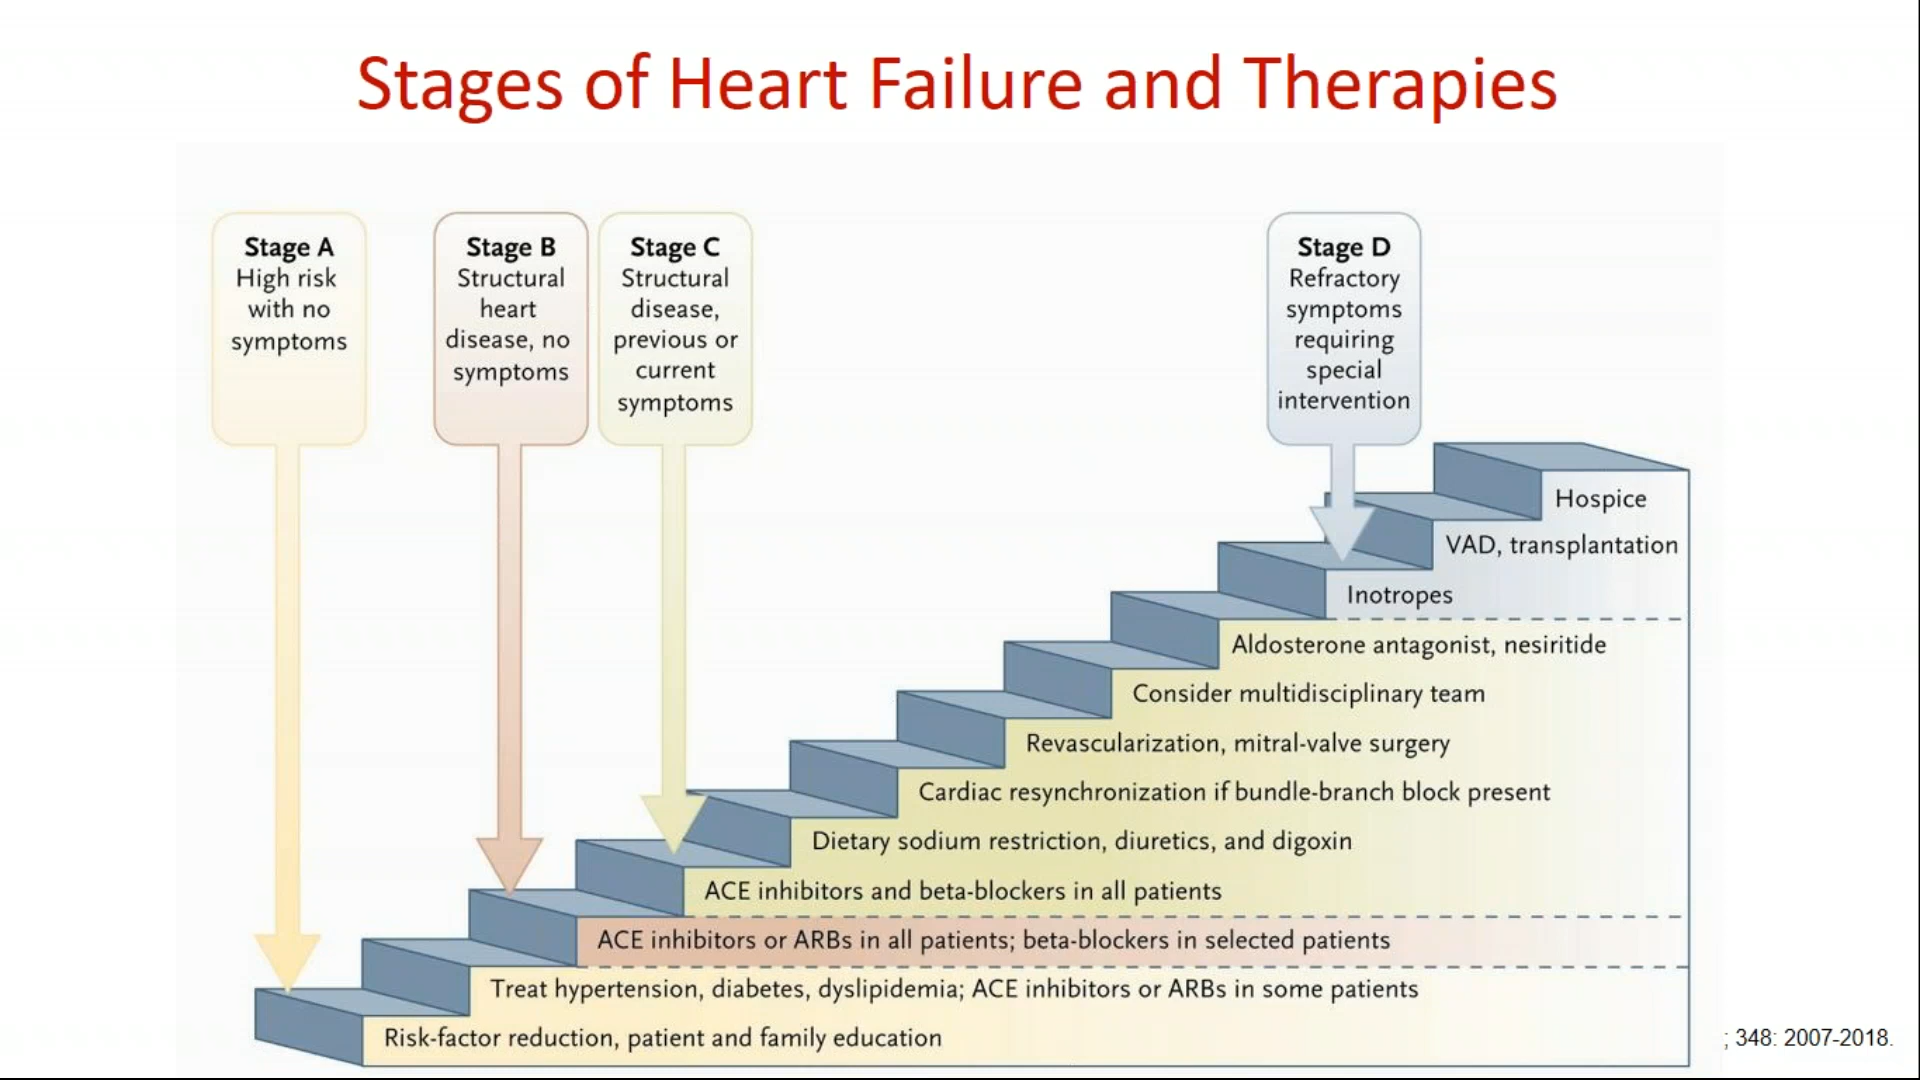 Stages of Heart Failure and Therapies
Stage A
High risk
with no
symptoms
Stage B
Structural
heart
disease, no
symptoms
Stage C
Structural
disease,
previous or
current
symptoms
Stage D
Refractory
symptoms
requiring
special
intervention
Hospice
VAD, transplantation
Inotropes
Aldosterone antagonist, nesiritide
Consider multidisciplinary team
Revascularization, mitral-valve surgery
Cardiac resynchronization if bundle-branch block present
Dietary sodium restriction, diuretics, and digoxin
ACE inhibitors and beta-blockers in all patients
ACE inhibitors or ARBs in all patients; beta-blockers in selected patients
Treat hypertension, diabetes, dyslipidemia; ACE inhibitors or ARBs in some patients
Risk-factor reduction, patient and family education
; 348: 2007-2018.